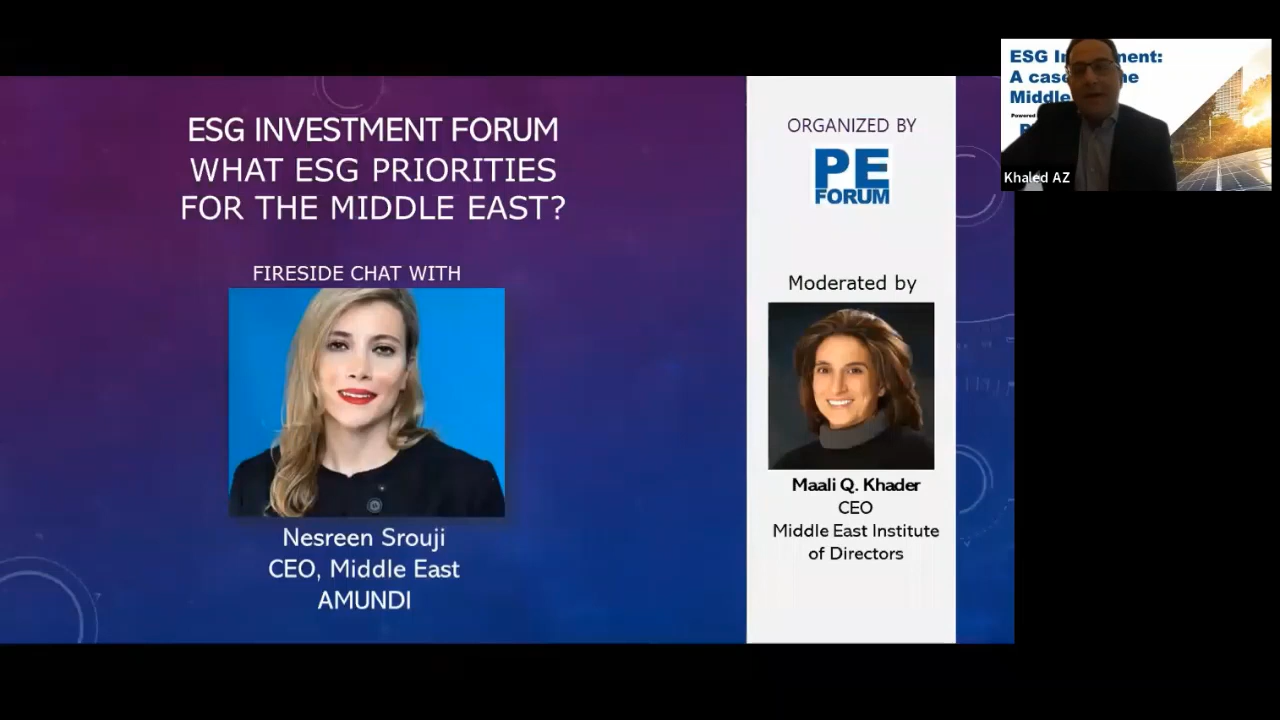 ESG INVESTMENT FORUM
WHAT ESG PRIORITIES
FOR THE MIDDLE EAST?
FIRESIDE CHAT WITH
Nesreen Srouji
CEO, Middle East
AMUNDI
ORGANIZED BY
PE
FORUM
Moderated by
Maali Q. Khader
CEO
Middle East Institute
of Directors
ESG
A case
Middle
Powered
Khaled AZ